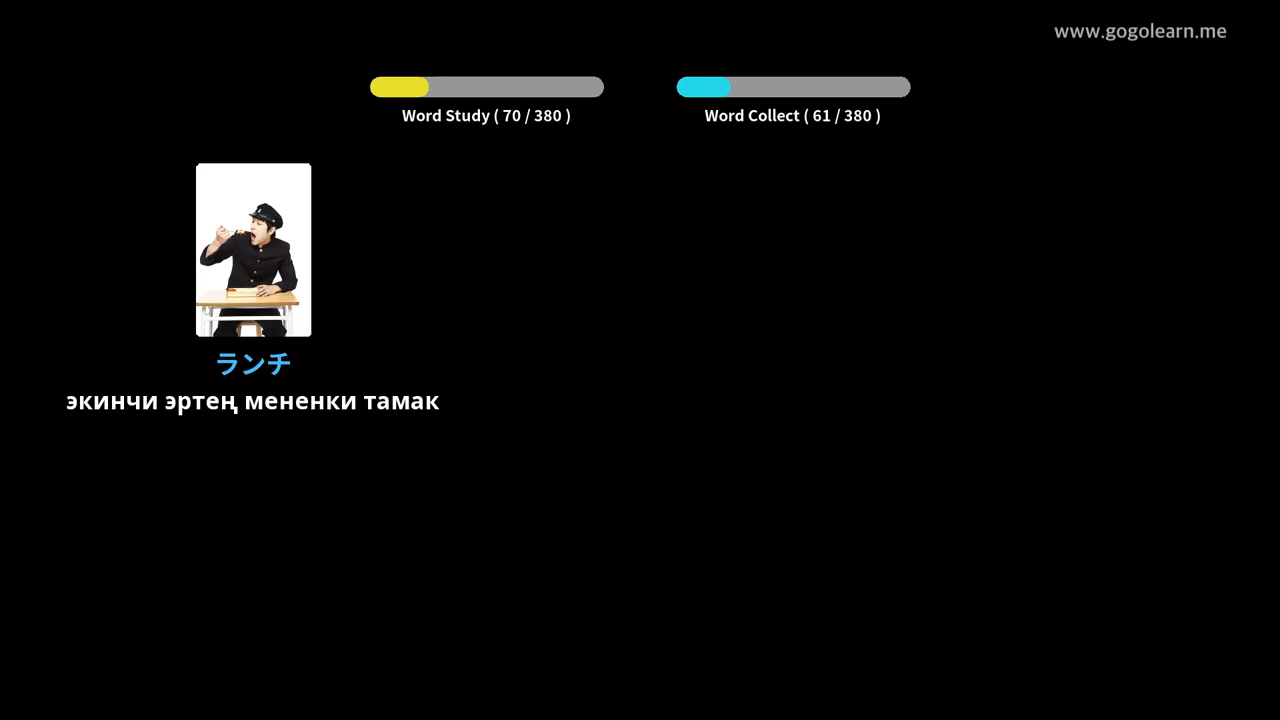 www.gogolearn.me
Word Study ( 70 / 380 )
Word Collect ( 61 / 380 )
ランチ
экинчи эртең мененки тамак